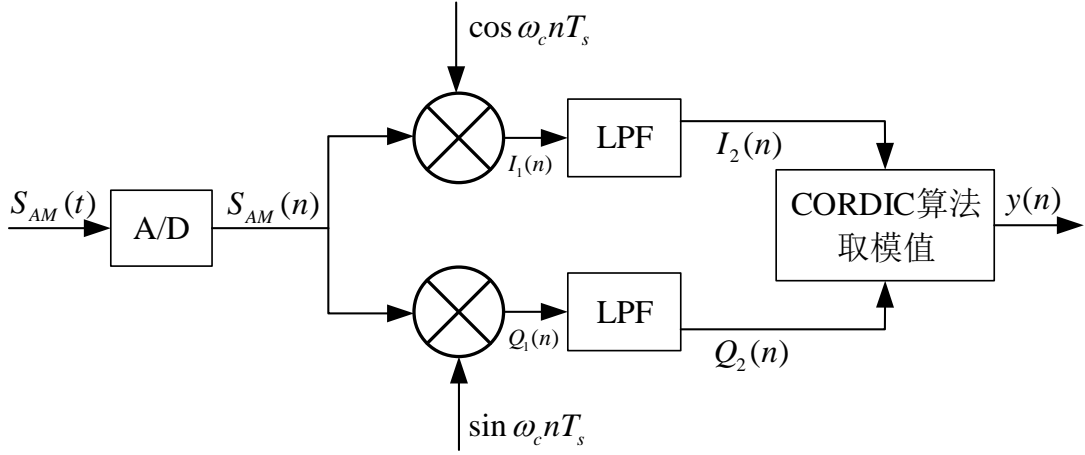 cos ω_c nT_s
LPF
I_1(n)
I_2(n)
S_AM(t)
A/D
S_AM(n)
CORDIC算法
取模值
y(n)
LPF
Q_1(n)
Q_2(n)
sin ω_c nT_s